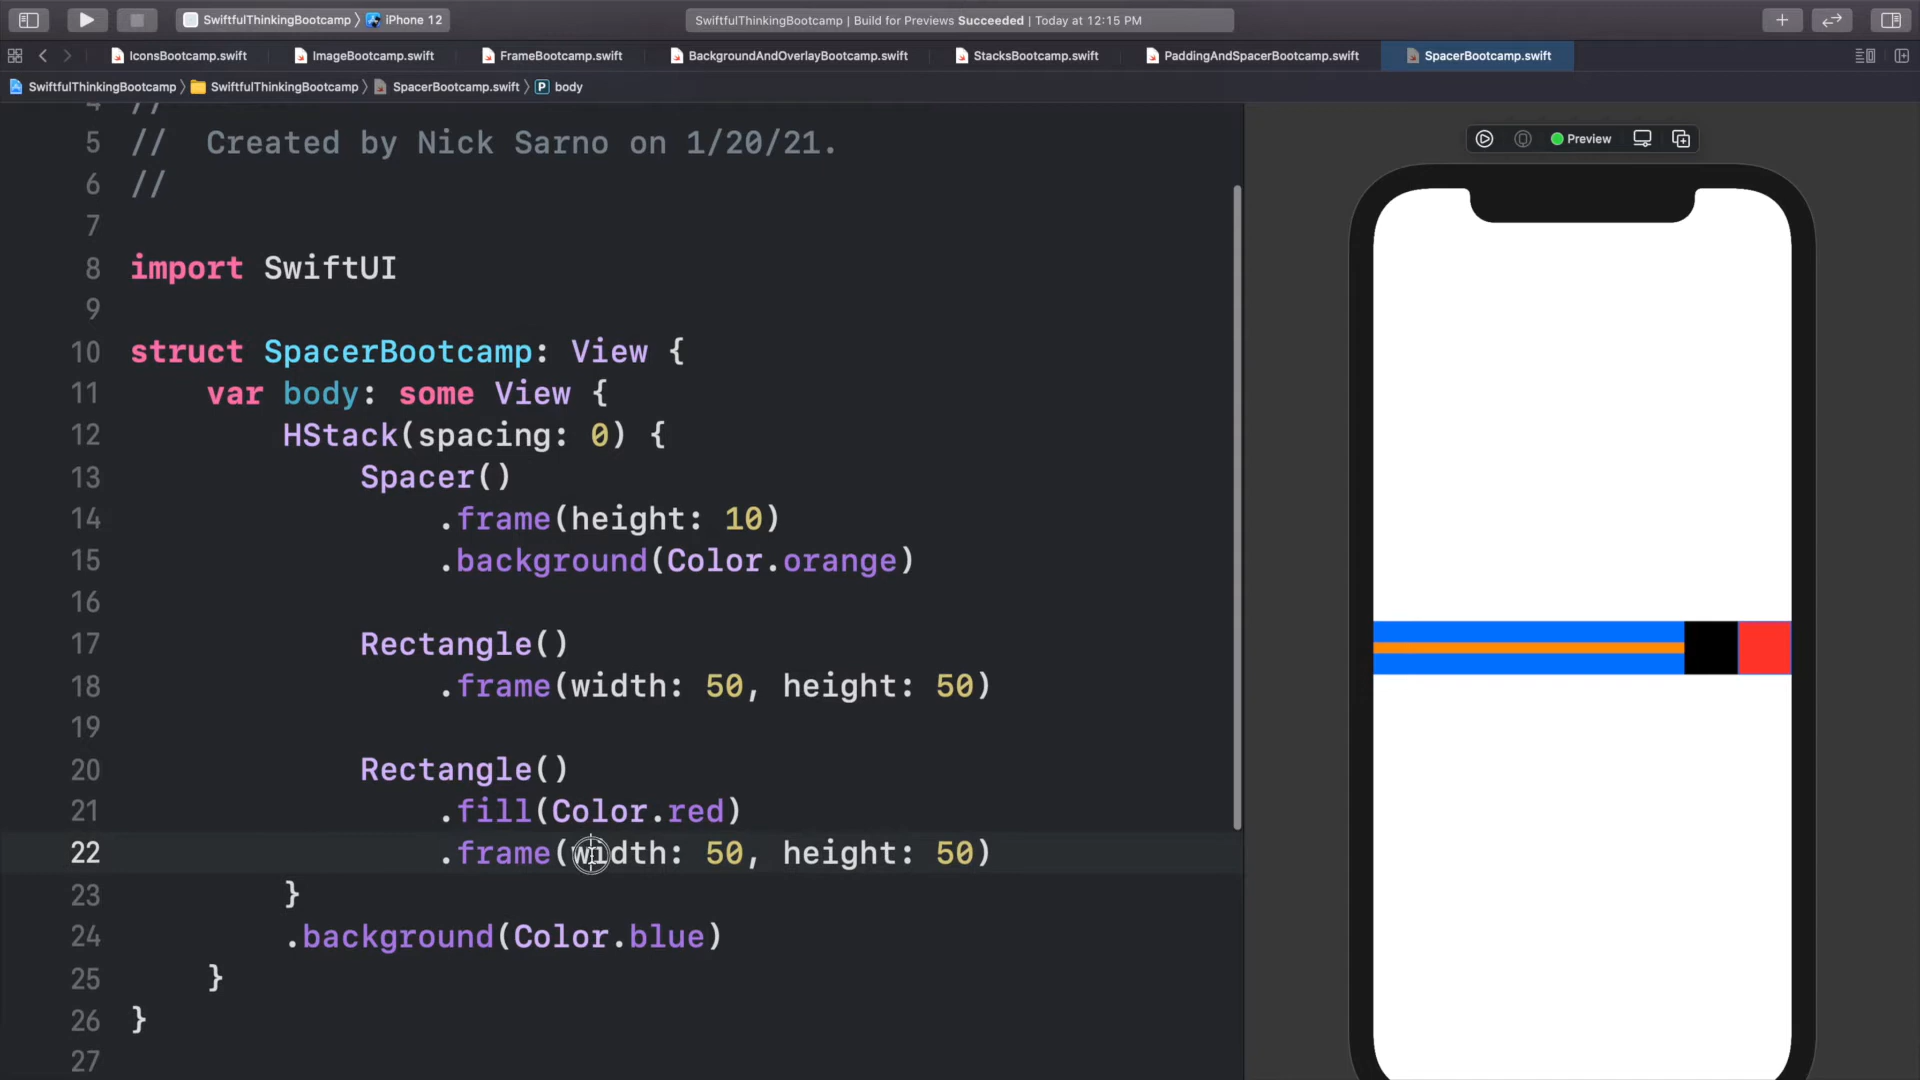 SwiftfulThinkingBootcamp 〉 iPhone 12
SwiftfulThinkingBootcamp | Build for Previews Succeeded | Today at 12:15 PM
IconsBootcamp.swift ImageBootcamp.swift FrameBootcamp.swift BackgroundAndOverlayBootcamp.swift StacksBootcamp.swift PaddingAndSpacerBootcamp.swift SpacerBootcamp.swift
SwiftfulThinkingBootcamp 〉 SwiftfulThinkingBootcamp 〉 SpacerBootcamp.swift 〉 P body
Preview
4 //
5 //  Created by Nick Sarno on 1/20/21.
6 //
7
8 import SwiftUI
9
10 struct SpacerBootcamp: View {
11     var body: some View {
12         HStack(spacing: 0) {
13             Spacer()
14                 .frame(height: 10)
15                 .background(Color.orange)
16
17             Rectangle()
18                 .frame(width: 50, height: 50)
19
20             Rectangle()
21                 .fill(Color.red)
22                 .frame(width: 50, height: 50)
23         }
24         .background(Color.blue)
25     }
26 }
27